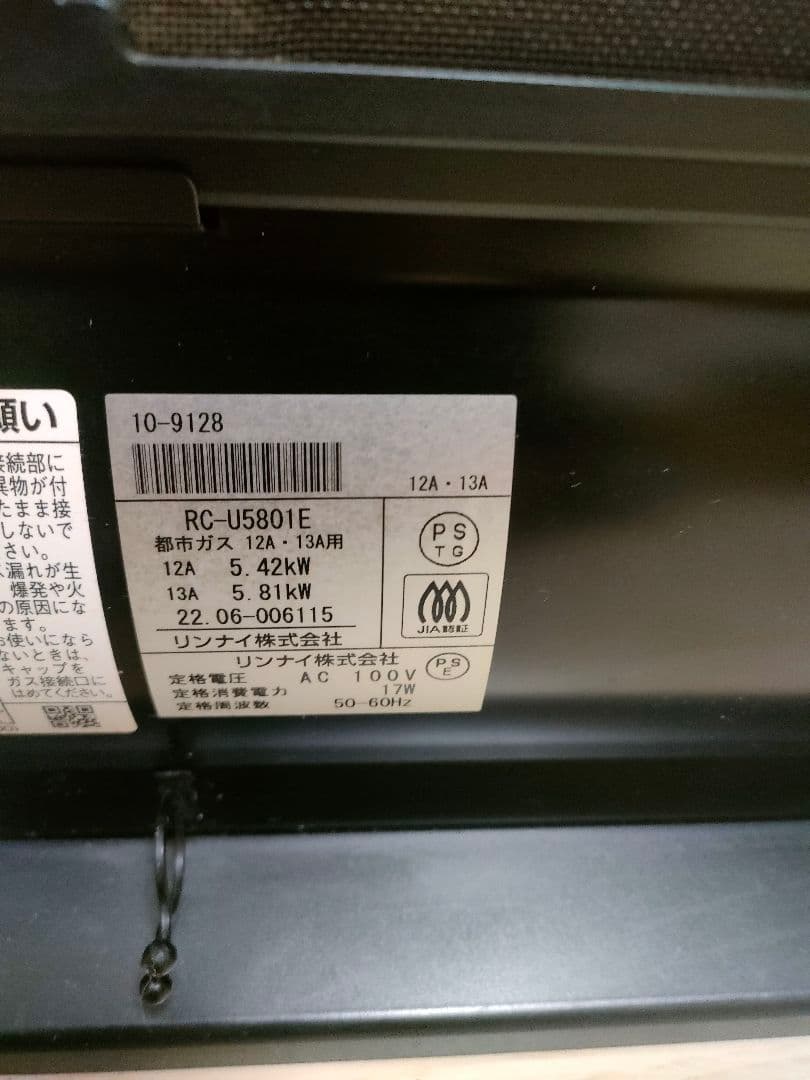 願い
接続部に
異物が付
たまま接
しないで
さい。
ス漏れが生
爆発や火
の原因にな
ます。
お使いになら
ないときは、
キャップを
ガス接続口に
はめてください。
10-9128
12A・13A
RC-U5801E
都市ガス 12A・13A用
12A 5.42kW
13A 5.81kW
22.06-006115
リンナイ株式会社
PS
TG
JIA認証
リンナイ株式会社
PS
E
定格電圧 AC 100V
定格消費電力 17W
定格周波数 50-60Hz